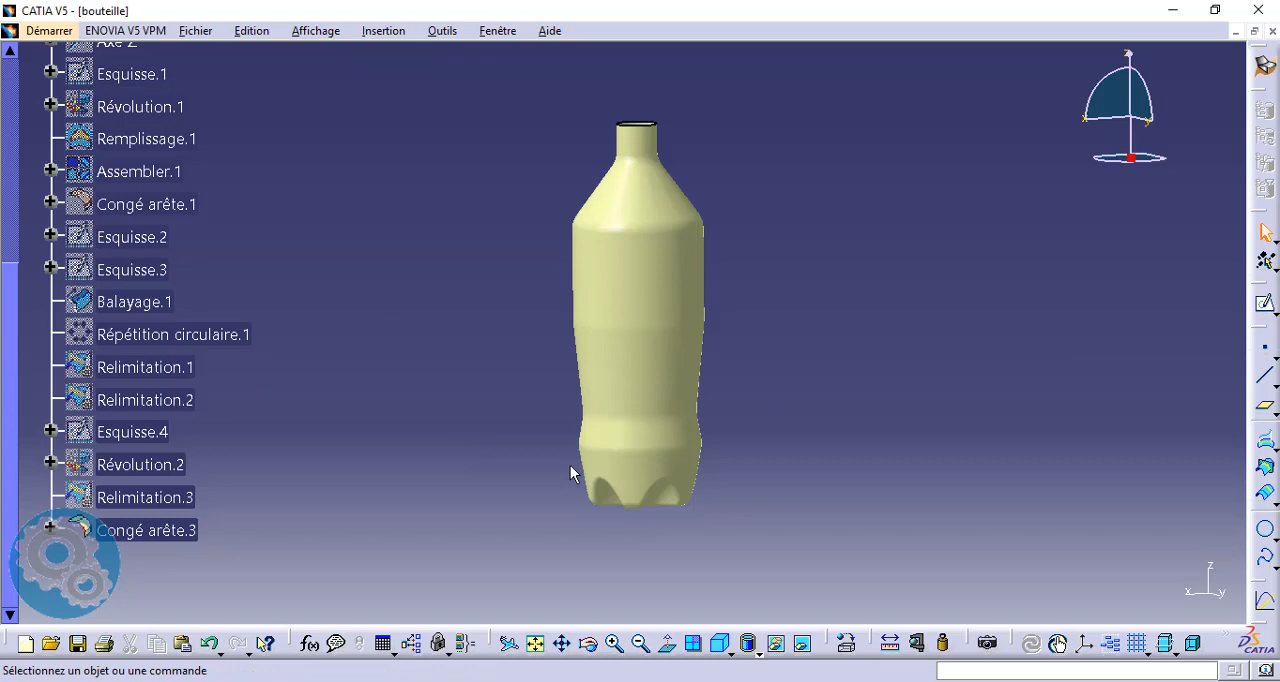 CATIA V5 - [bouteille]
Démarrer ENOVIA V5 VPM Fichier Edition Affichage Insertion Outils Fenêtre Aide
Axe Z
Esquisse.1
Révolution.1
Remplissage.1
Assembler.1
Congé arête.1
Esquisse.2
Esquisse.3
Balayage.1
Répétition circulaire.1
Relimitation.1
Relimitation.2
Esquisse.4
Révolution.2
Relimitation.3
Congé arête.3
x
y
z
x
y
f(x)
CATIA
Sélectionnez un objet ou une commande